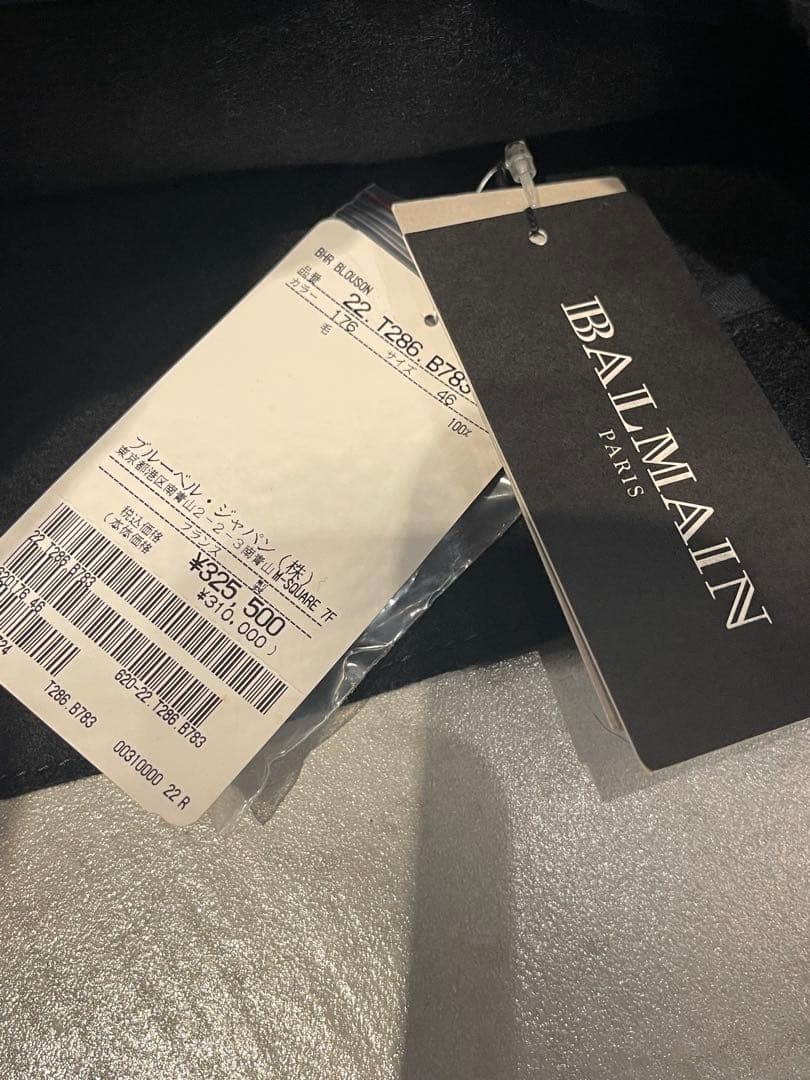 BHR BLOUSON
品番 22.T286.B783
カラー 176 サイズ 46
毛 100%
ブルーベル・ジャパン(株)
東京都港区南青山2-2-3南青山M-SQUARE 7F
フランス 製
税込価格 ¥325,500
(本体価格 ¥310,000)
22.T286.B783
46
620-22.T286.B783
24
T286.B783
00310000 22 R
BALMAIN
PARIS